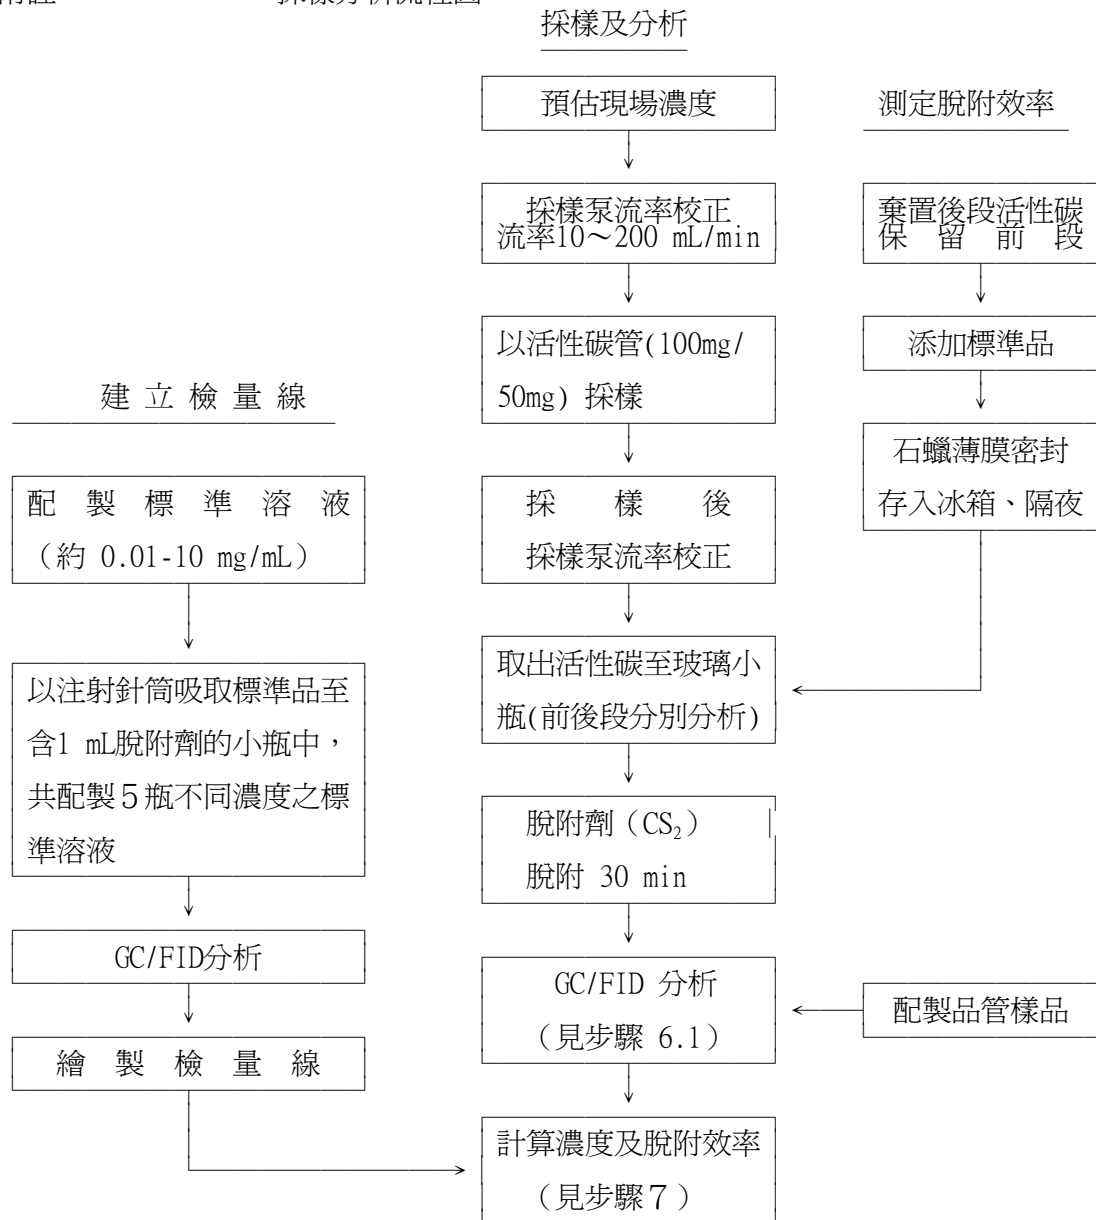 採樣及分析
預估現場濃度
採樣泵流率校正
流率10～200 mL/min
以活性碳管(100mg/
50mg) 採樣
採樣後
採樣泵流率校正
取出活性碳至玻璃小
瓶(前後段分別分析)
脫附劑（CS₂）
脫附 30 min
GC/FID 分析
（見步驟 6.1）
計算濃度及脫附效率
（見步驟７）
測定脫附效率
棄置後段活性碳
保留前段
添加標準品
石蠟薄膜密封
存入冰箱、隔夜
配製品管樣品
建立檢量線
配製標準溶液
（約 0.01-10 mg/mL）
以注射針筒吸取標準品至
含1 mL脫附劑的小瓶中，
共配製５瓶不同濃度之標
準溶液
GC/FID分析
繪製檢量線